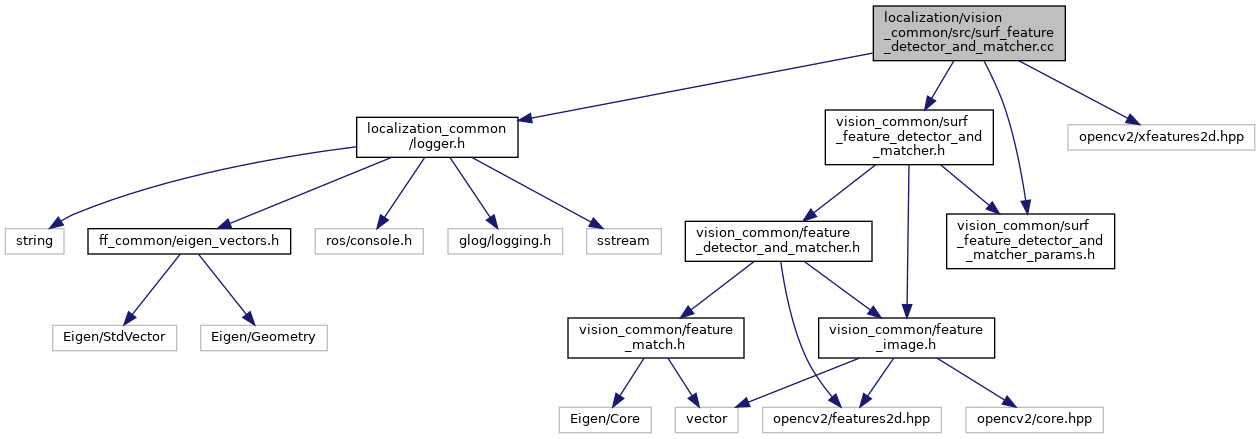 localization/vision
_common/src/surf_feature
_detector_and_matcher.cc
localization_common
/logger.h
vision_common/surf
_feature_detector_and
_matcher.h
opencv2/xfeatures2d.hpp
string
ff_common/eigen_vectors.h
ros/console.h
glog/logging.h
sstream
vision_common/feature
_detector_and_matcher.h
vision_common/surf
_feature_detector_and
_matcher_params.h
Eigen/StdVector
Eigen/Geometry
vision_common/feature
_match.h
vision_common/feature
_image.h
Eigen/Core
vector
opencv2/features2d.hpp
opencv2/core.hpp